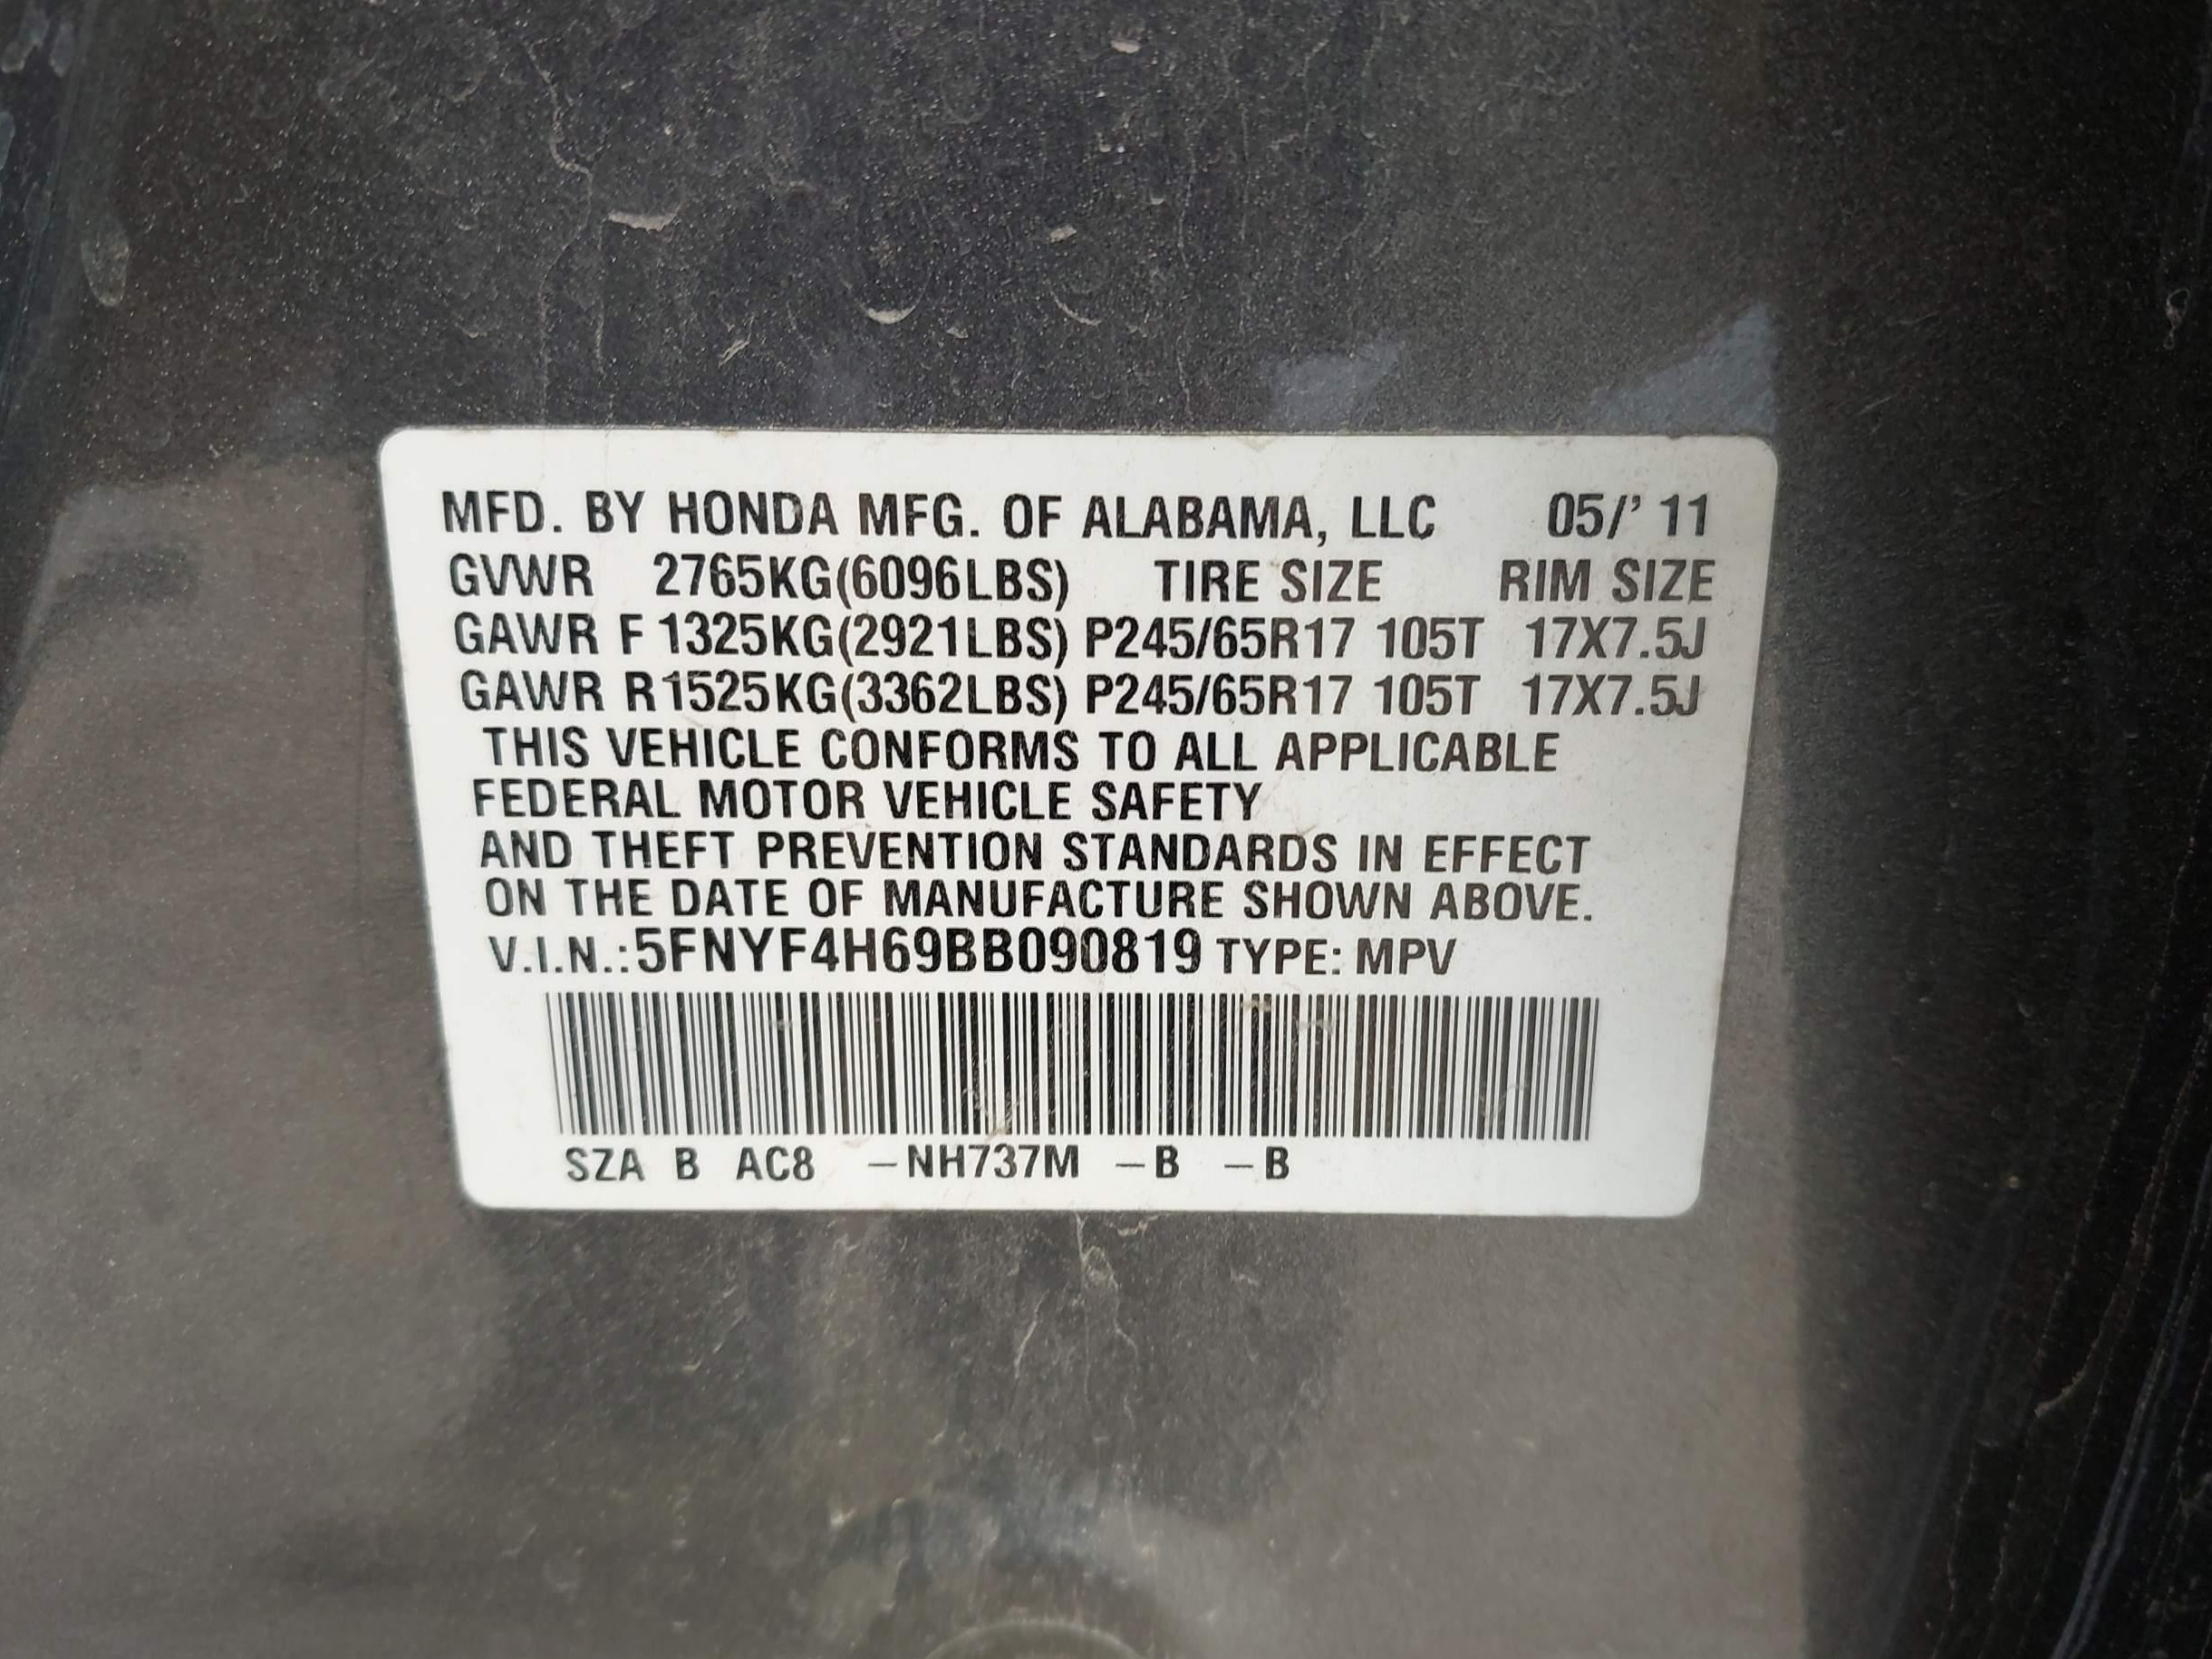 MFD. BY HONDA MFG. OF ALABAMA, LLC 05/' 11
GVWR 2765KG(6096LBS) TIRE SIZE RIM SIZE
GAWR F 1325KG(2921LBS) P245/65R17 105T 17X7.5J
GAWR R1525KG(3362LBS) P245/65R17 105T 17X7.5J
THIS VEHICLE CONFORMS TO ALL APPLICABLE
FEDERAL MOTOR VEHICLE SAFETY
AND THEFT PREVENTION STANDARDS IN EFFECT
ON THE DATE OF MANUFACTURE SHOWN ABOVE.
V.I.N.:5FNYF4H69BB090819 TYPE: MPV
SZA B AC8 –NH737M –B –B